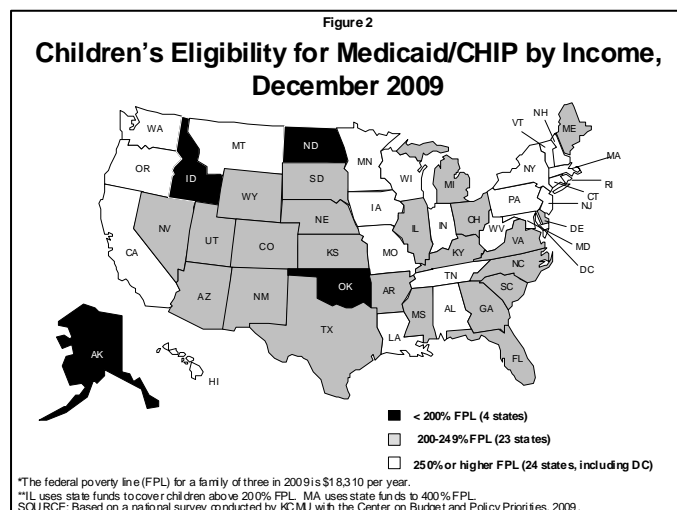 Figure 2
Children's Eligibility for Medicaid/CHIP by Income,
December 2009
WA
MT
ND
MN
VT
NH
ME
OR
ID
WY
SD
WI
MI
NY
MA
RI
CT
NJ
PA
NV
UT
CO
NE
IA
IL
IN
OH
WV
VA
DE
MD
DC
CA
KS
MO
KY
NC
TN
SC
AZ
NM
OK
AR
MS
AL
GA
TX
LA
FL
AK
HI
< 200% FPL (4 states)
200-249% FPL (23 states)
250% or higher FPL (24 states, including DC)
*The federal poverty line (FPL) for a family of three in 2009 is $18,310 per year.
**IL uses state funds to cover children above 200% FPL. MA uses state funds to 400% FPL.
SOURCE: Based on a national survey conducted by KCMU with the Center on Budget and Policy Priorities, 2009.